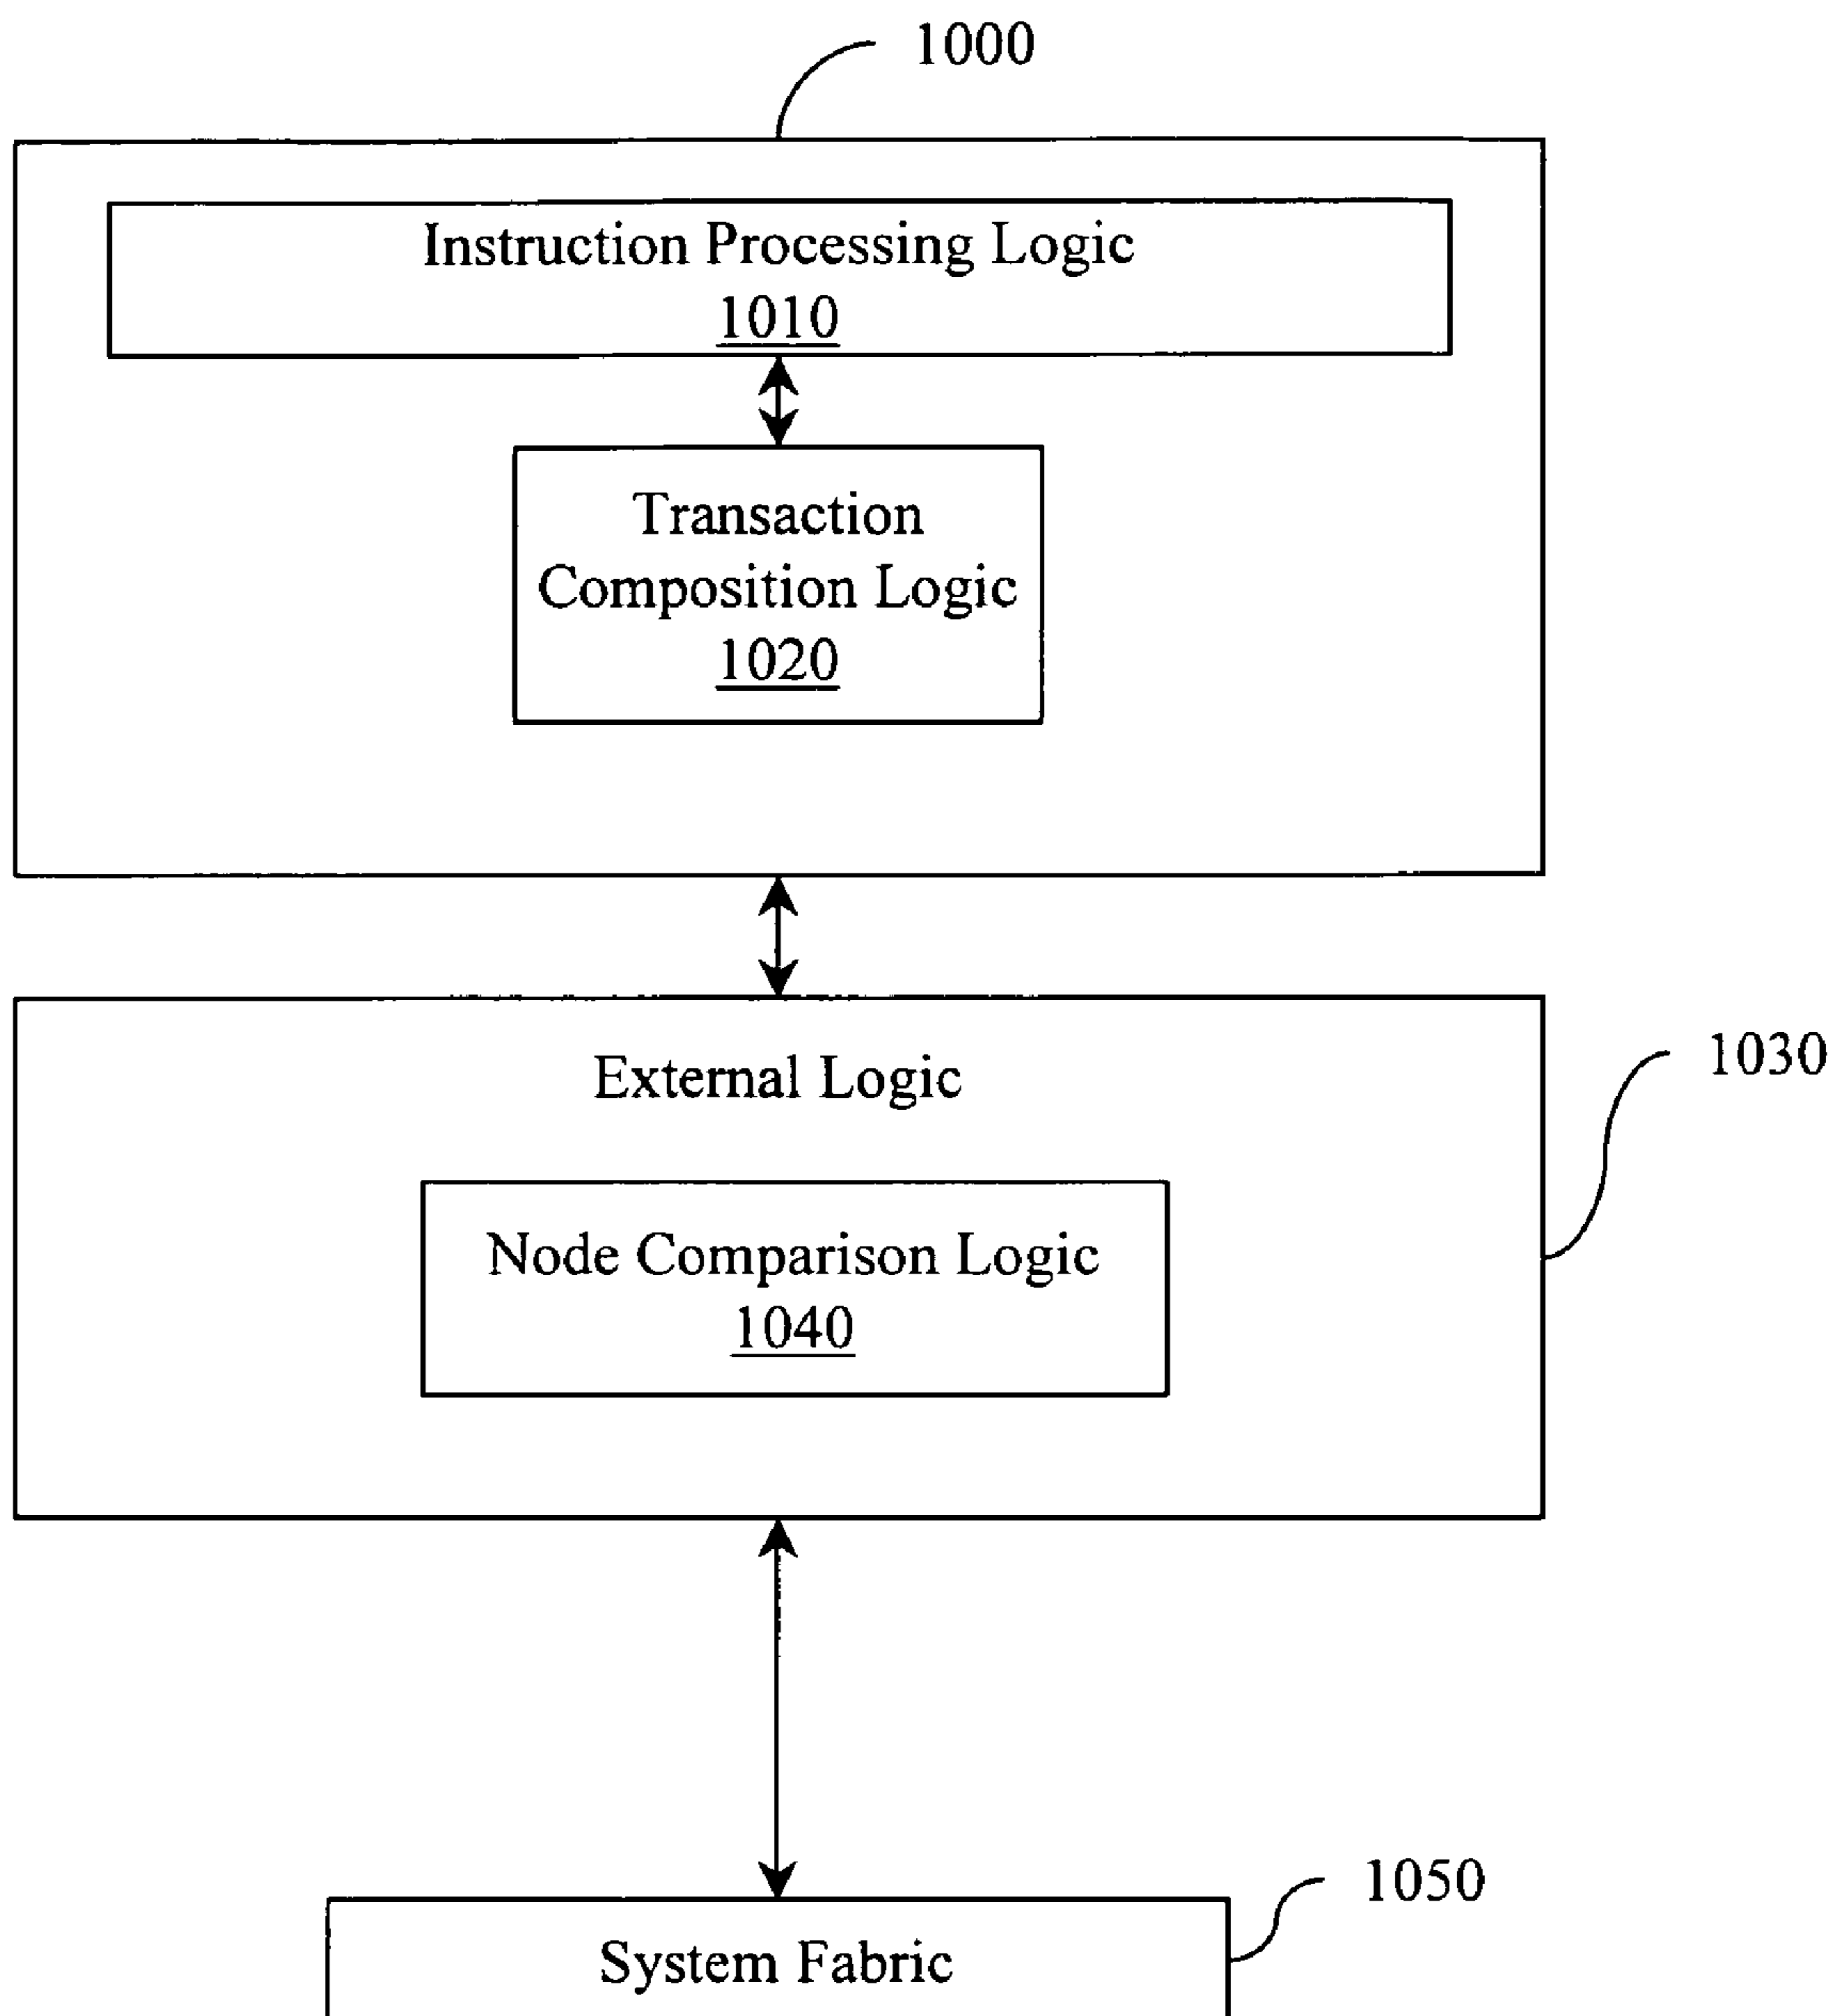 1000
Instruction Processing Logic
1010
Transaction
Composition Logic
1020
External Logic
1030
Node Comparison Logic
1040
1050
System Fabric